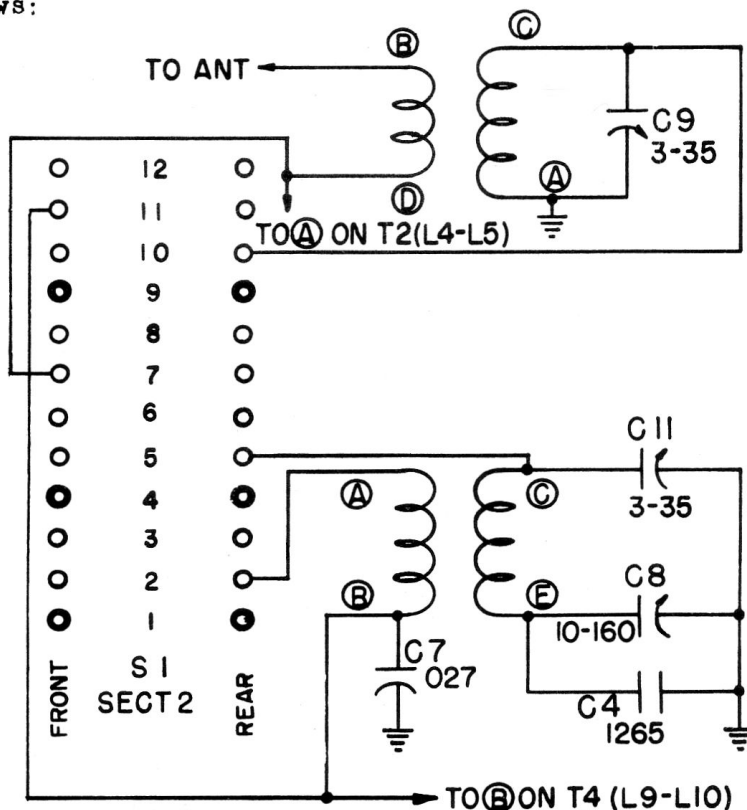 ws:
B
C
TO ANT
C9
3-35
A
D
12
11
TO A ON T2(L4-L5)
10
9
8
7
6
C11
5
A
C
4
3-35
3
C8
2
B
E
10-160
1
C7
027
FRONT
S1
SECT 2
REAR
C4
1265
TO B ON T4 (L9-L10)